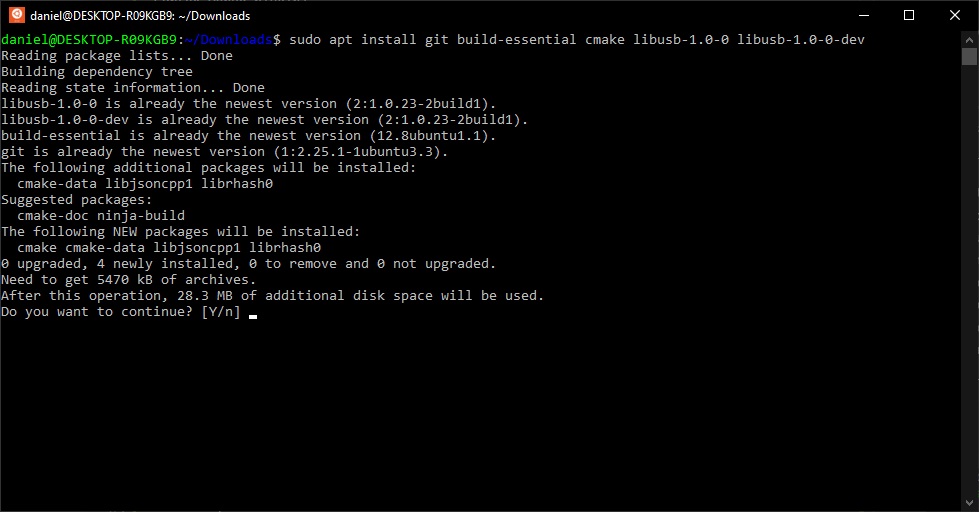 daniel@DESKTOP-R09KGB9: ~/Downloads
daniel@DESKTOP-R09KGB9:~/Downloads$ sudo apt install git build-essential cmake libusb-1.0-0 libusb-1.0-0-dev
Reading package lists... Done
Building dependency tree
Reading state information... Done
libusb-1.0-0 is already the newest version (2:1.0.23-2build1).
libusb-1.0-0-dev is already the newest version (2:1.0.23-2build1).
build-essential is already the newest version (12.8ubuntu1.1).
git is already the newest version (1:2.25.1-1ubuntu3.3).
The following additional packages will be installed:
  cmake-data libjsoncpp1 librhash0
Suggested packages:
  cmake-doc ninja-build
The following NEW packages will be installed:
  cmake cmake-data libjsoncpp1 librhash0
0 upgraded, 4 newly installed, 0 to remove and 0 not upgraded.
Need to get 5470 kB of archives.
After this operation, 28.3 MB of additional disk space will be used.
Do you want to continue? [Y/n]